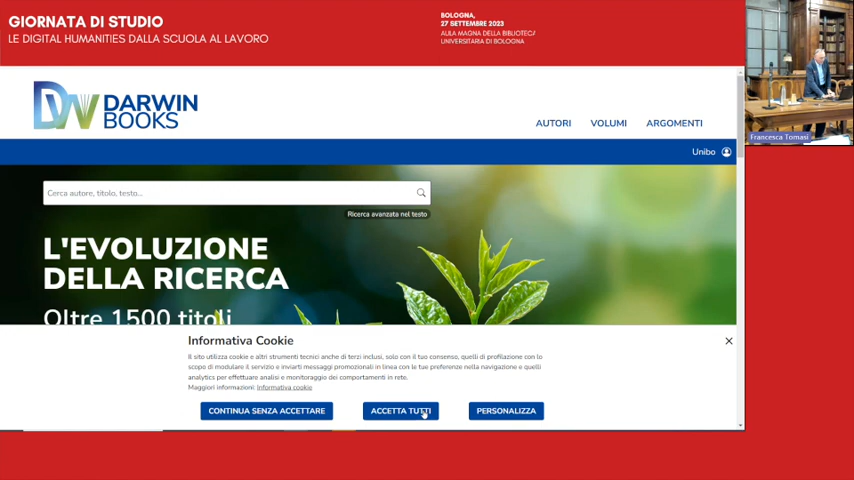 GIORNATA DI STUDIO
LE DIGITAL HUMANITIES DALLA SCUOLA AL LAVORO
BOLOGNA,
27 SETTEMBRE 2023
AULA MAGNA DELLA BIBLIOTECA
UNIVERSITARIA DI BOLOGNA
Francesca Tomasi
DW DARWIN
BOOKS
AUTORI VOLUMI ARGOMENTI
Unibo
Cerca autore, titolo, testo...
Ricerca avanzata nel testo
L'EVOLUZIONE
DELLA RICERCA
Oltre 1500 titoli
Informativa Cookie
Il sito utilizza cookie e altri strumenti tecnici anche di terzi inclusi, solo con il tuo consenso, quelli di profilazione con lo
scopo di modulare il servizio e inviarti messaggi promozionali in linea con le tue preferenze nella navigazione e quelli
analytics per effettuare analisi e monitoraggio dei comportamenti in rete.
Maggiori informazioni: Informativa cookie
CONTINUA SENZA ACCETTARE ACCETTA TUTTI PERSONALIZZA